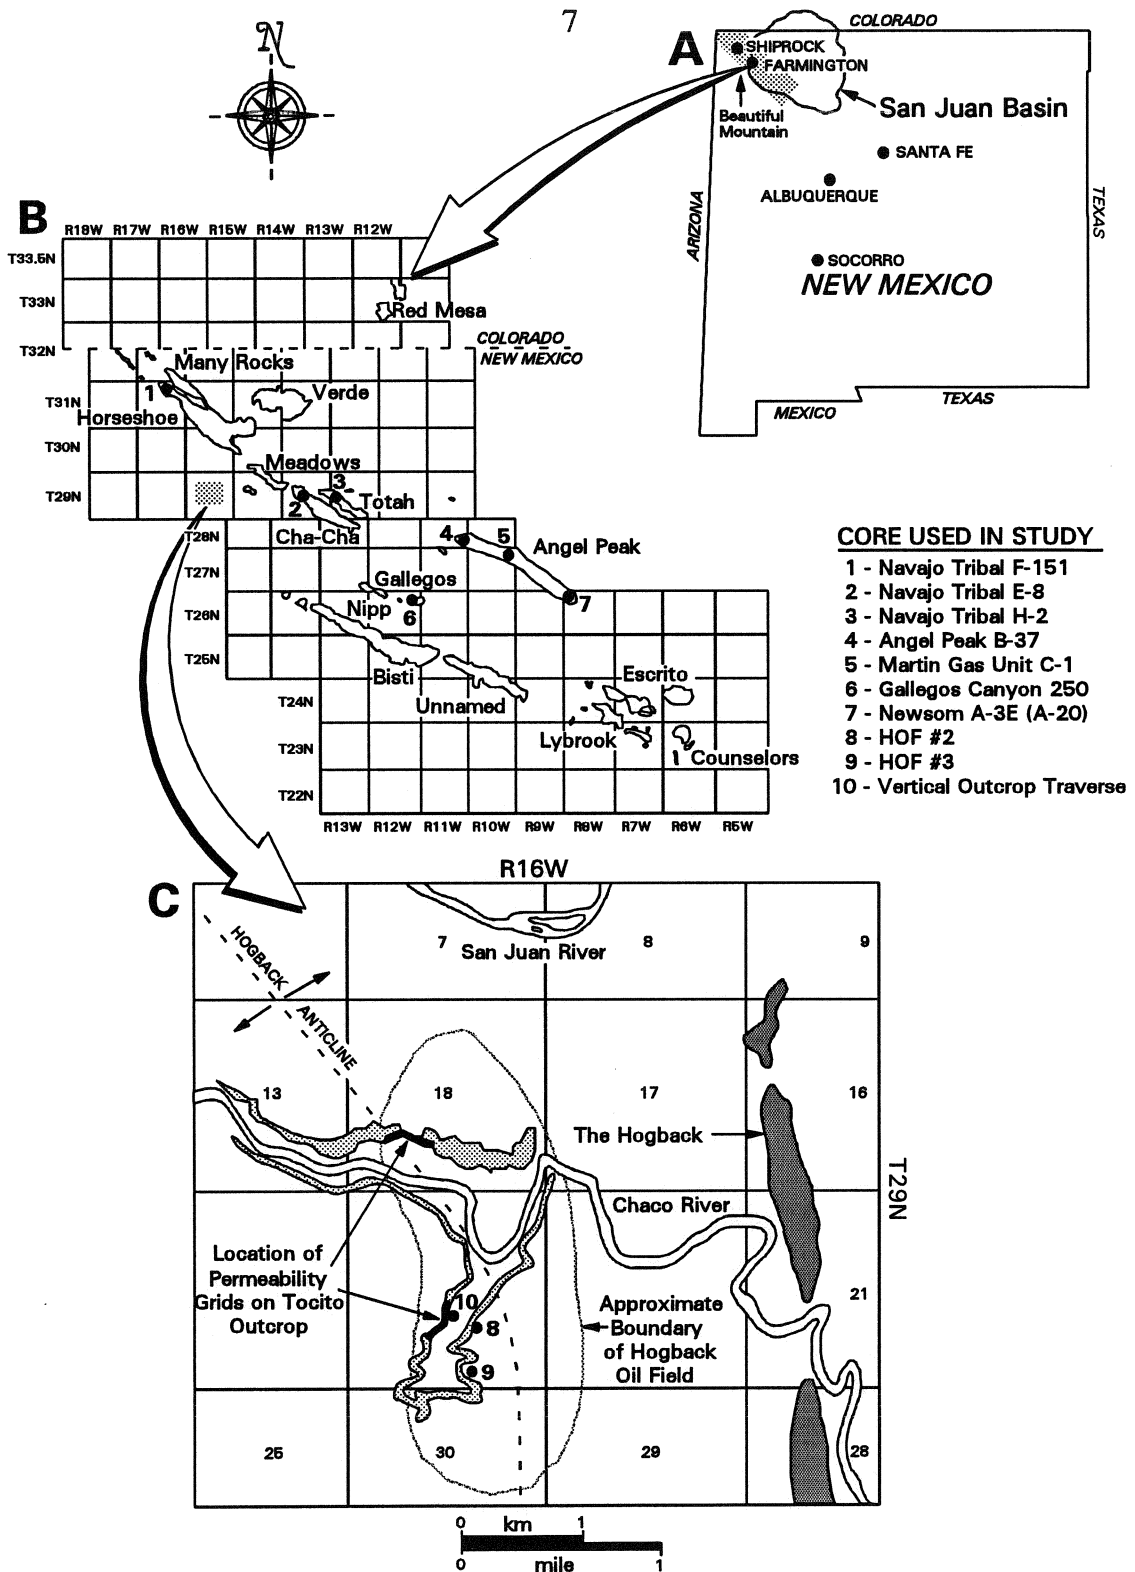 7
N
A
COLORADO
SHIPROCK
FARMINGTON
Beautiful
Mountain
San Juan Basin
SANTA FE
ALBUQUERQUE
ARIZONA
TEXAS
SOCORRO
NEW MEXICO
TEXAS
MEXICO
B
R18W R17W R16W R15W R14W R13W R12W
T33.5N
T33N
Red Mesa
T32N
COLORADO
NEW MEXICO
Many Rocks
1
Verde
T31N
Horseshoe
T30N
Meadows
T29N
3
2
Totah
Cha-Cha
T28N
4
5
Angel Peak
T27N
Gallegos
T26N
Nipp
6
7
T25N
Bisti
Escrito
T24N
Unnamed
Lybrook
T23N
Counselors
T22N
R13W R12W R11W R10W R9W R8W R7W R6W R5W
CORE USED IN STUDY
1 - Navajo Tribal F-151
2 - Navajo Tribal E-8
3 - Navajo Tribal H-2
4 - Angel Peak B-37
5 - Martin Gas Unit C-1
6 - Gallegos Canyon 250
7 - Newsom A-3E (A-20)
8 - HOF #2
9 - HOF #3
10 - Vertical Outcrop Traverse
C
R16W
HOGBACK
ANTICLINE
7
8
9
San Juan River
13
18
17
16
The Hogback
T29N
Chaco River
Location of
Permeability
Grids on Tocito
Outcrop
10
8
9
Approximate
Boundary
of Hogback
Oil Field
21
25
30
29
28
0 km 1
0 mile 1